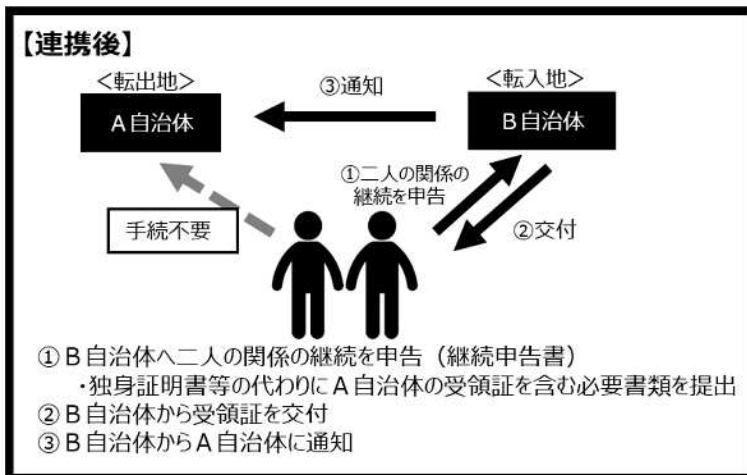 【連携後】
＜転出地＞
A自治体
③通知
＜転入地＞
B自治体
①二人の関係の
継続を申告
手続不要
②交付
①B自治体へ二人の関係の継続を申告（継続申告書）
・独身証明書等の代わりにA自治体の受領証を含む必要書類を提出
②B自治体から受領証を交付
③B自治体からA自治体に通知